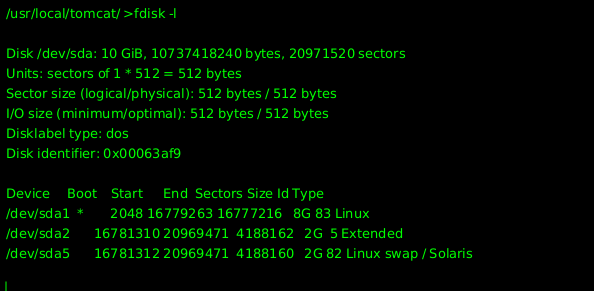 /usr/local/tomcat/ >fdisk -l
Disk /dev/sda: 10 GiB, 10737418240 bytes, 20971520 sectors
Units: sectors of 1 * 512 = 512 bytes
Sector size (logical/physical): 512 bytes / 512 bytes
I/O size (minimum/optimal): 512 bytes / 512 bytes
Disklabel type: dos
Disk identifier: 0x00063af9
Device Boot Start End Sectors Size Id Type
/dev/sda1 * 2048 16779263 16777216 8G 83 Linux
/dev/sda2 16781310 20969471 4188162 2G 5 Extended
/dev/sda5 16781312 20969471 4188160 2G 82 Linux swap / Solaris